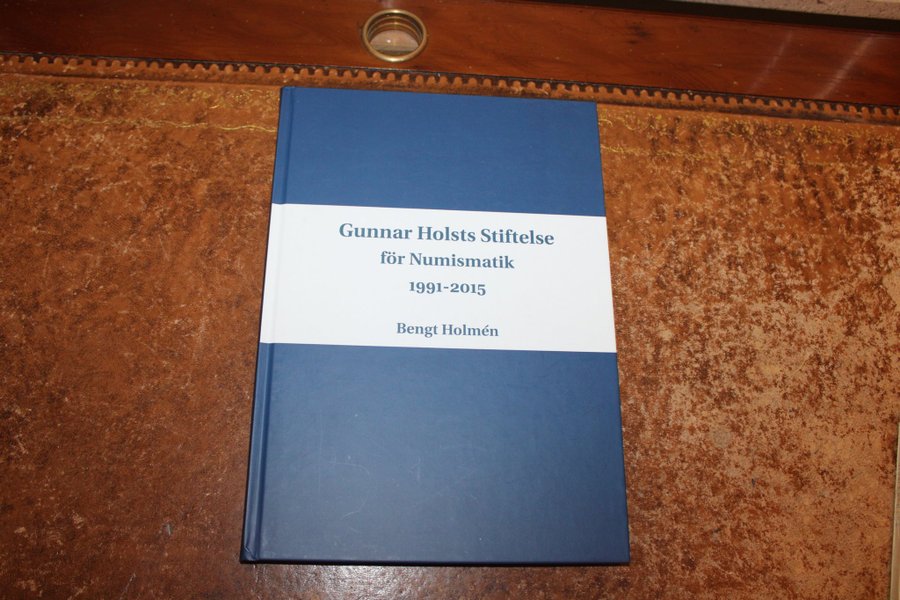 Gunnar Holsts Stiftelse
för Numismatik
1991-2015
Bengt Holmén